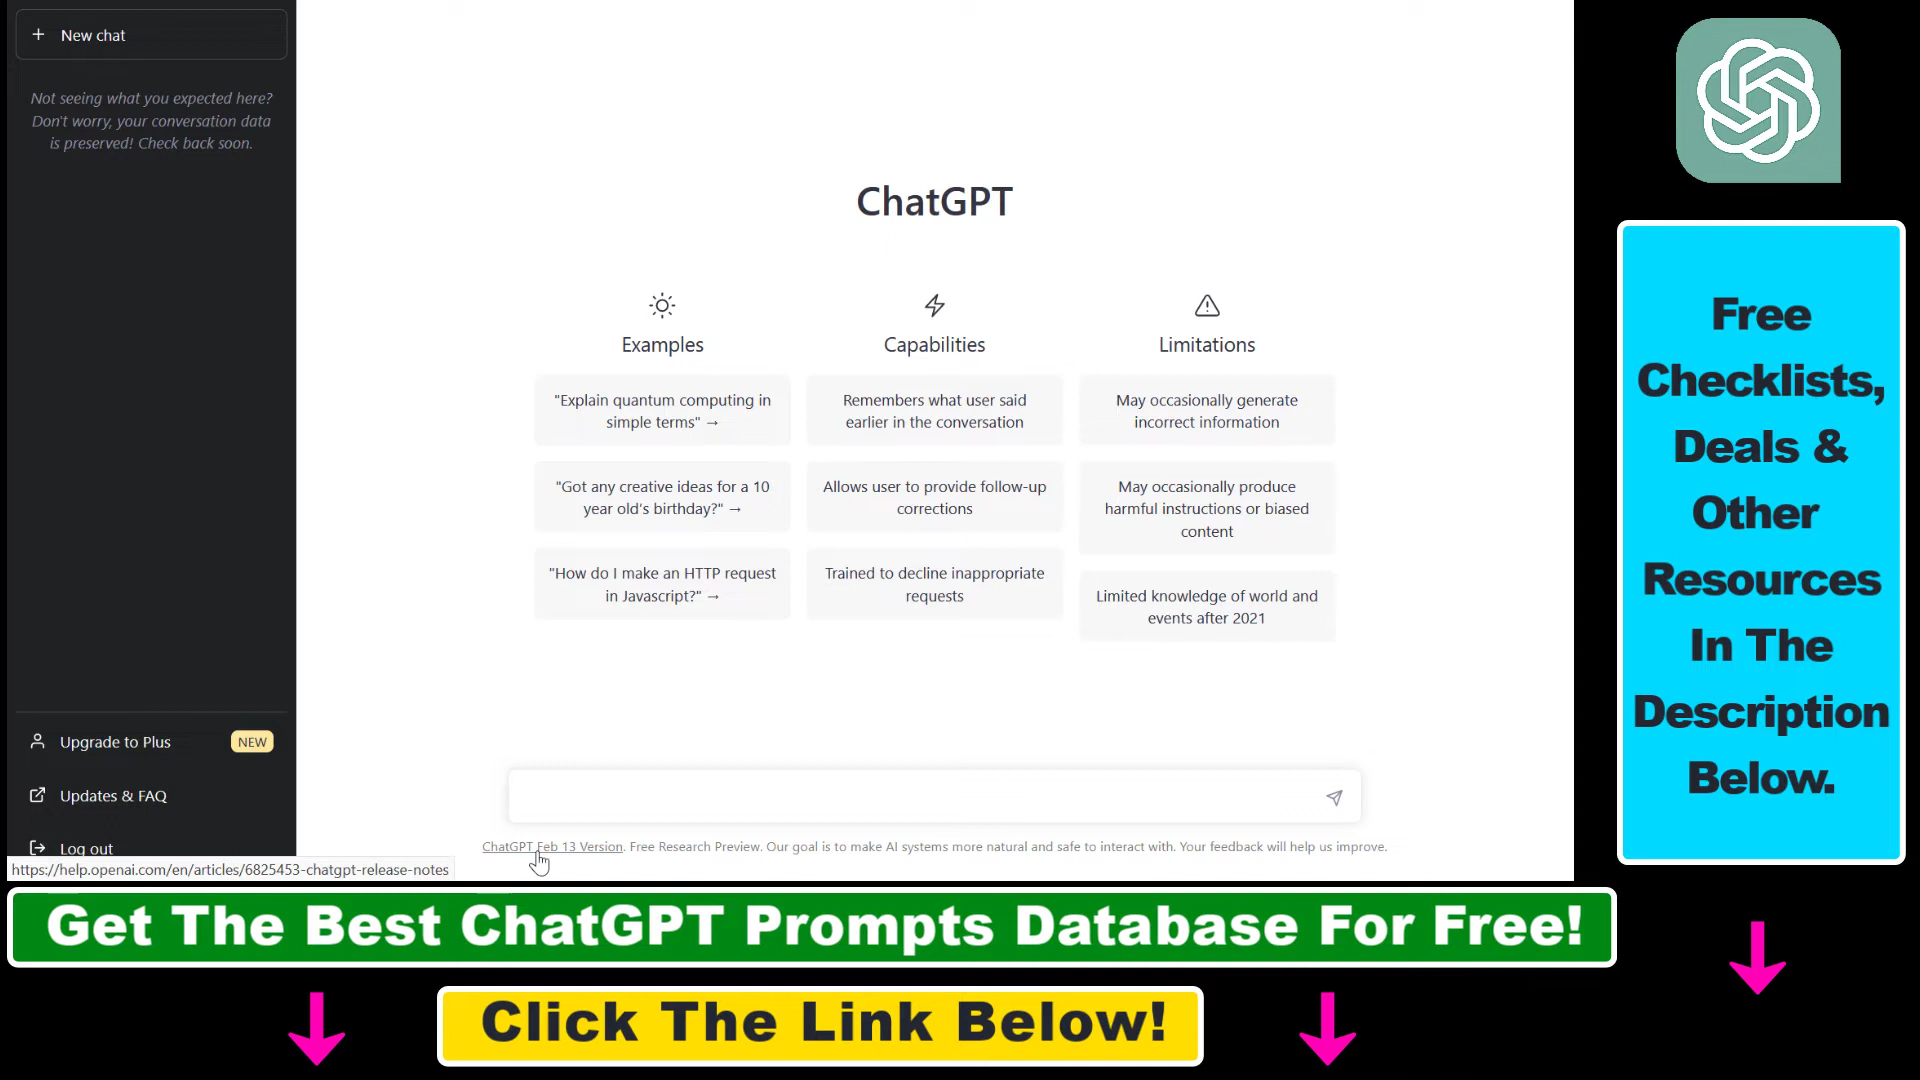 New chat
Not seeing what you expected here?
Don't worry, your conversation data
is preserved! Check back soon.
ChatGPT
Examples
"Explain quantum computing in
simple terms" →
"Got any creative ideas for a 10
year old's birthday?" →
"How do I make an HTTP request
in Javascript?" →
Capabilities
Remembers what user said
earlier in the conversation
Allows user to provide follow-up
corrections
Trained to decline inappropriate
requests
Limitations
May occasionally generate
incorrect information
May occasionally produce
harmful instructions or biased
content
Limited knowledge of world and
events after 2021
Upgrade to Plus NEW
Updates & FAQ
Log out
ChatGPT Feb 13 Version. Free Research Preview. Our goal is to make AI systems more natural and safe to interact with. Your feedback will help us improve.
https://help.openai.com/en/articles/6825453-chatgpt-release-notes
Free
Checklists,
Deals &
Other
Resources
In The
Description
Below.
Get The Best ChatGPT Prompts Database For Free!
Click The Link Below!